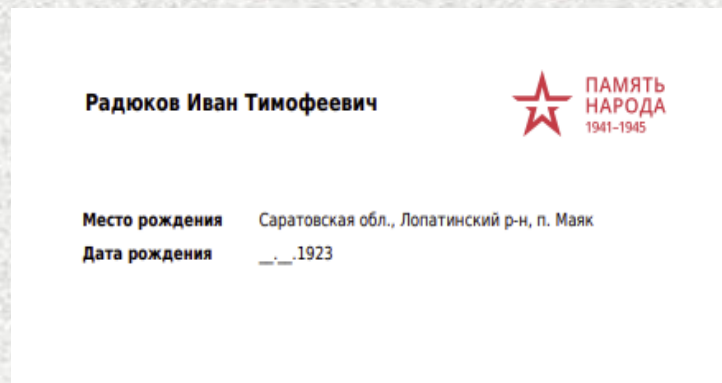 Радюков Иван Тимофеевич
ПАМЯТЬ
НАРОДА
1941–1945
Место рождения Саратовская обл., Лопатинский р-н, п. Маяк
Дата рождения __.__.1923